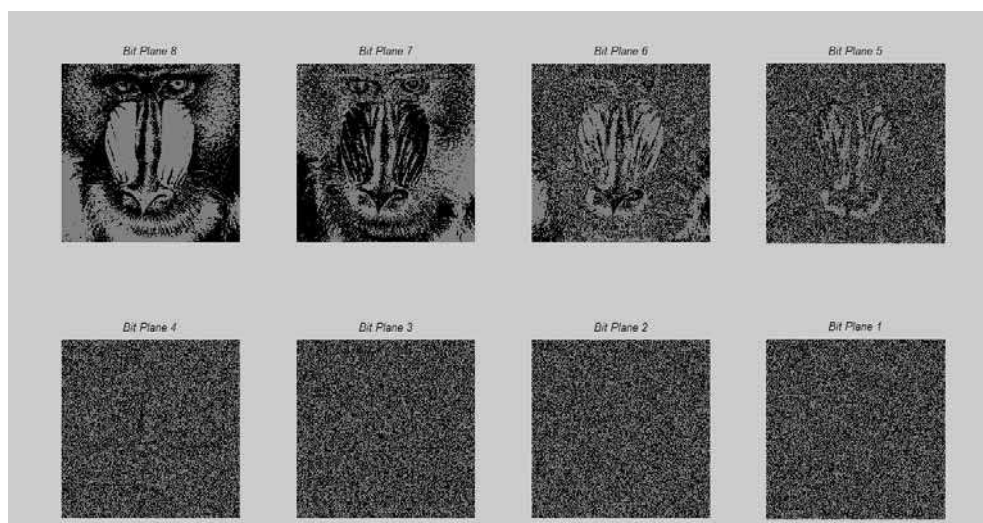 Bit Plane 8
Bit Plane 7
Bit Plane 6
Bit Plane 5
Bit Plane 4
Bit Plane 3
Bit Plane 2
Bit Plane 1